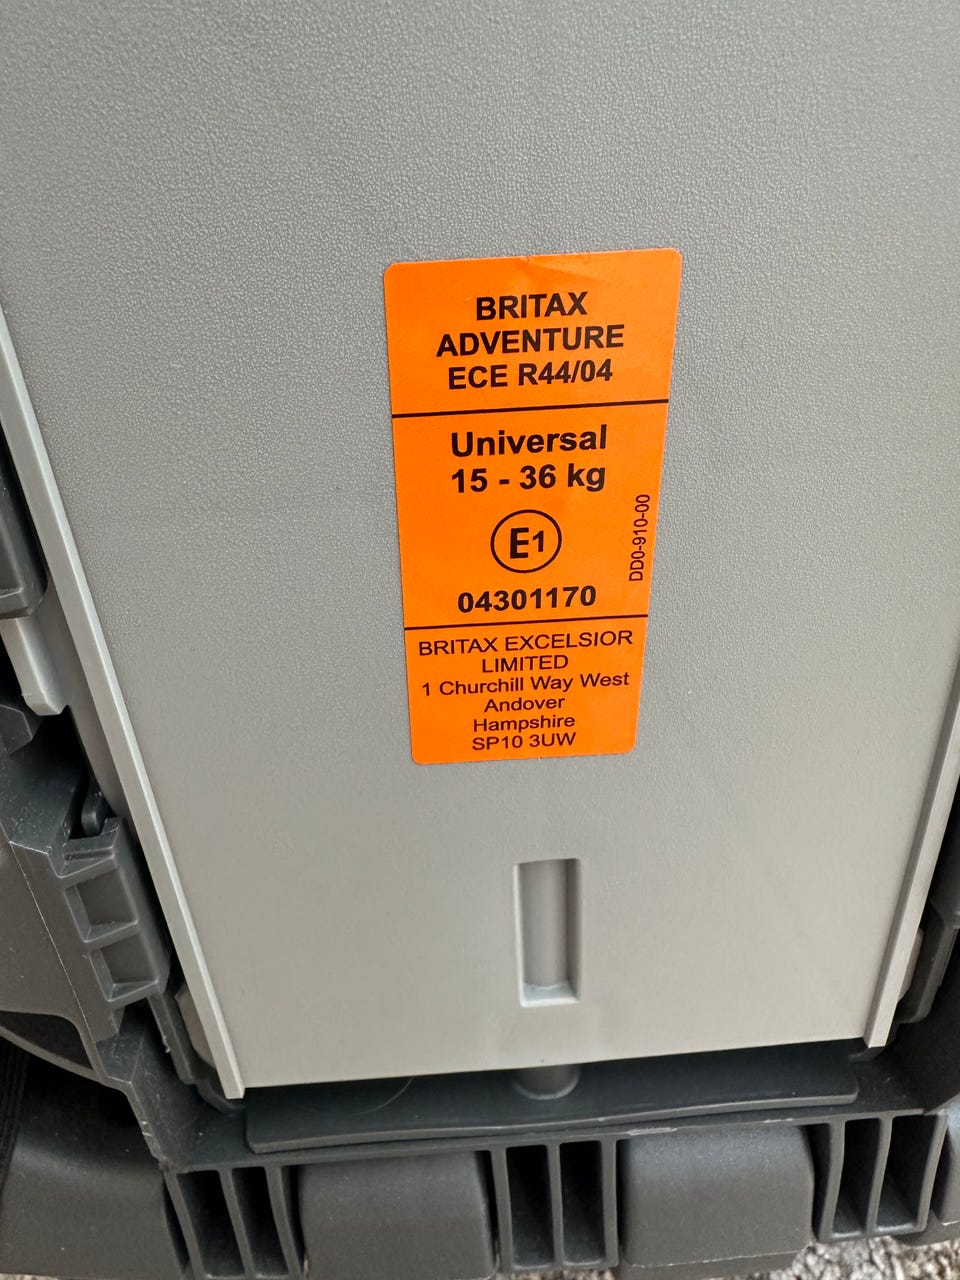 BRITAX
ADVENTURE
ECE R44/04
Universal
15 - 36 kg
E1
04301170
DD0-910-00
BRITAX EXCELSIOR
LIMITED
1 Churchill Way West
Andover
Hampshire
SP10 3UW